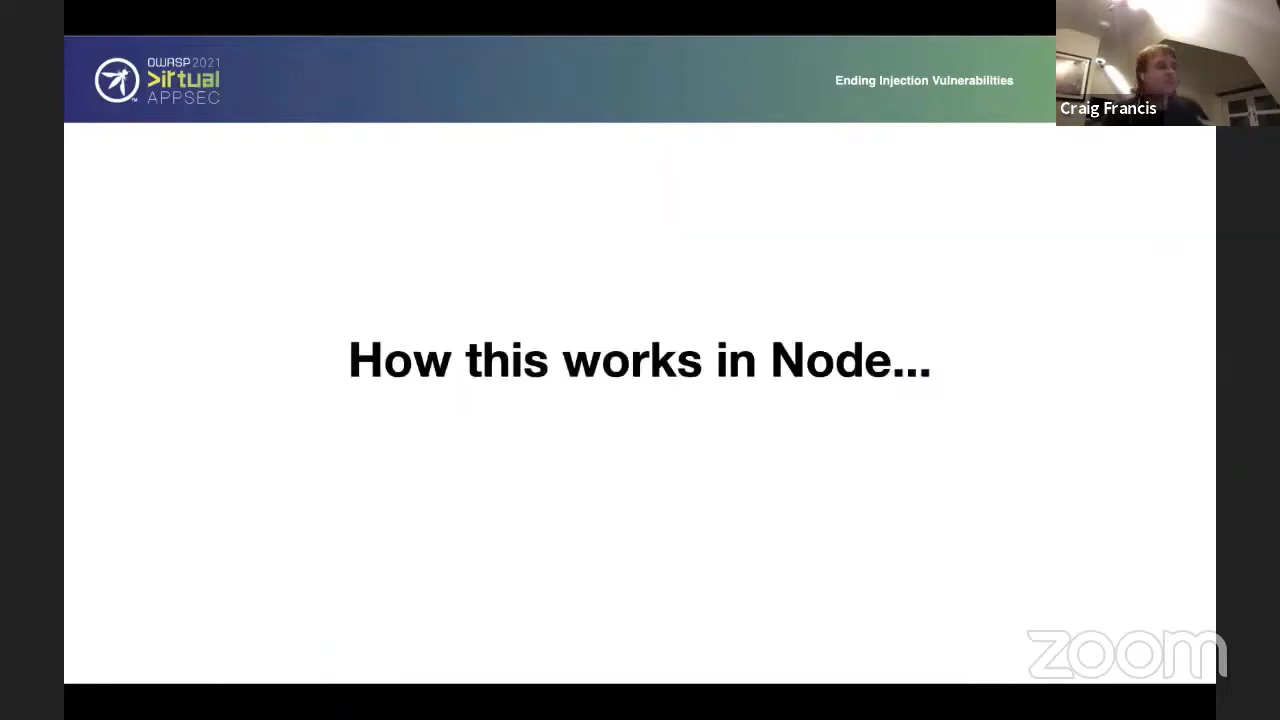 OWASP 2021
>irtual
APPSEC
Ending Injection Vulnerabilities
Craig Francis
How this works in Node...
zoom